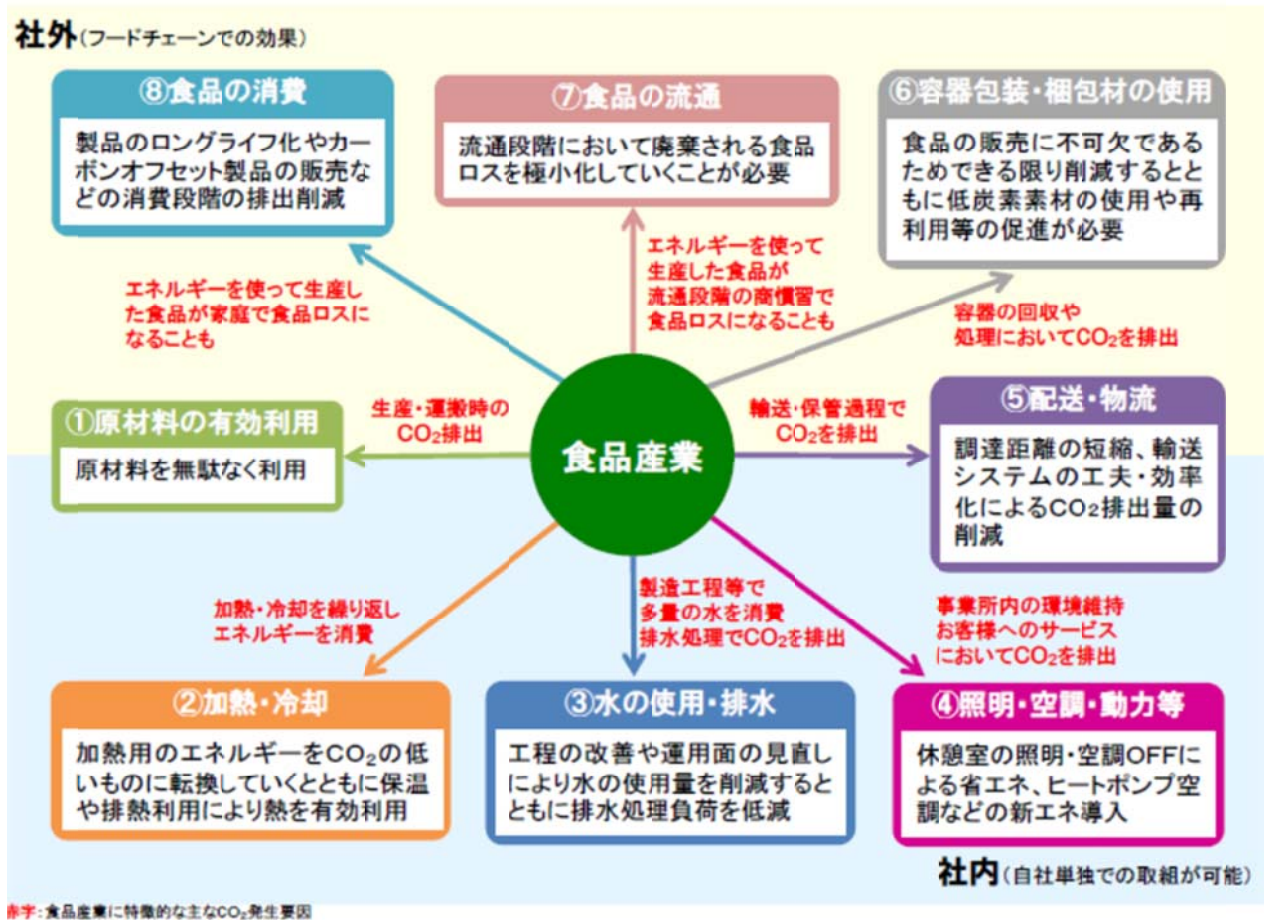 社外(フードチェーンでの効果)
⑧食品の消費
製品のロングライフ化やカー
ボンオフセット製品の販売な
どの消費段階の排出削減
⑦食品の流通
流通段階において廃棄される食品
ロスを極小化していくことが必要
⑥容器包装・梱包材の使用
食品の販売に不可欠である
ためできる限り削減するとと
もに低炭素素材の使用や再
利用等の促進が必要
エネルギーを使って生産し
た食品が家庭で食品ロスに
なることも
エネルギーを使って
生産した食品が
流通段階の商慣習で
食品ロスになることも
容器の回収や
処理においてCO₂を排出
①原材料の有効利用
原材料を無駄なく利用
生産・運搬時の
CO₂排出
食品産業
輸送・保管過程で
CO₂を排出
⑤配送・物流
調達距離の短縮、輸送
システムの工夫・効率
化によるCO₂排出量の
削減
加熱・冷却を繰り返し
エネルギーを消費
製造工程等で
多量の水を消費
排水処理でCO₂を排出
事業所内の環境維持
お客様へのサービス
においてCO₂を排出
②加熱・冷却
加熱用のエネルギーをCO₂の低
いものに転換していくとともに保温
や排熱利用により熱を有効利用
③水の使用・排水
工程の改善や運用面の見直し
により水の使用量を削減すると
ともに排水処理負荷を低減
④照明・空調・動力等
休憩室の照明・空調OFFに
よる省エネ、ヒートポンプ空
調などの新エネ導入
社内(自社単独での取組が可能)
赤字:食品産業に特徴的な主なCO₂発生要因